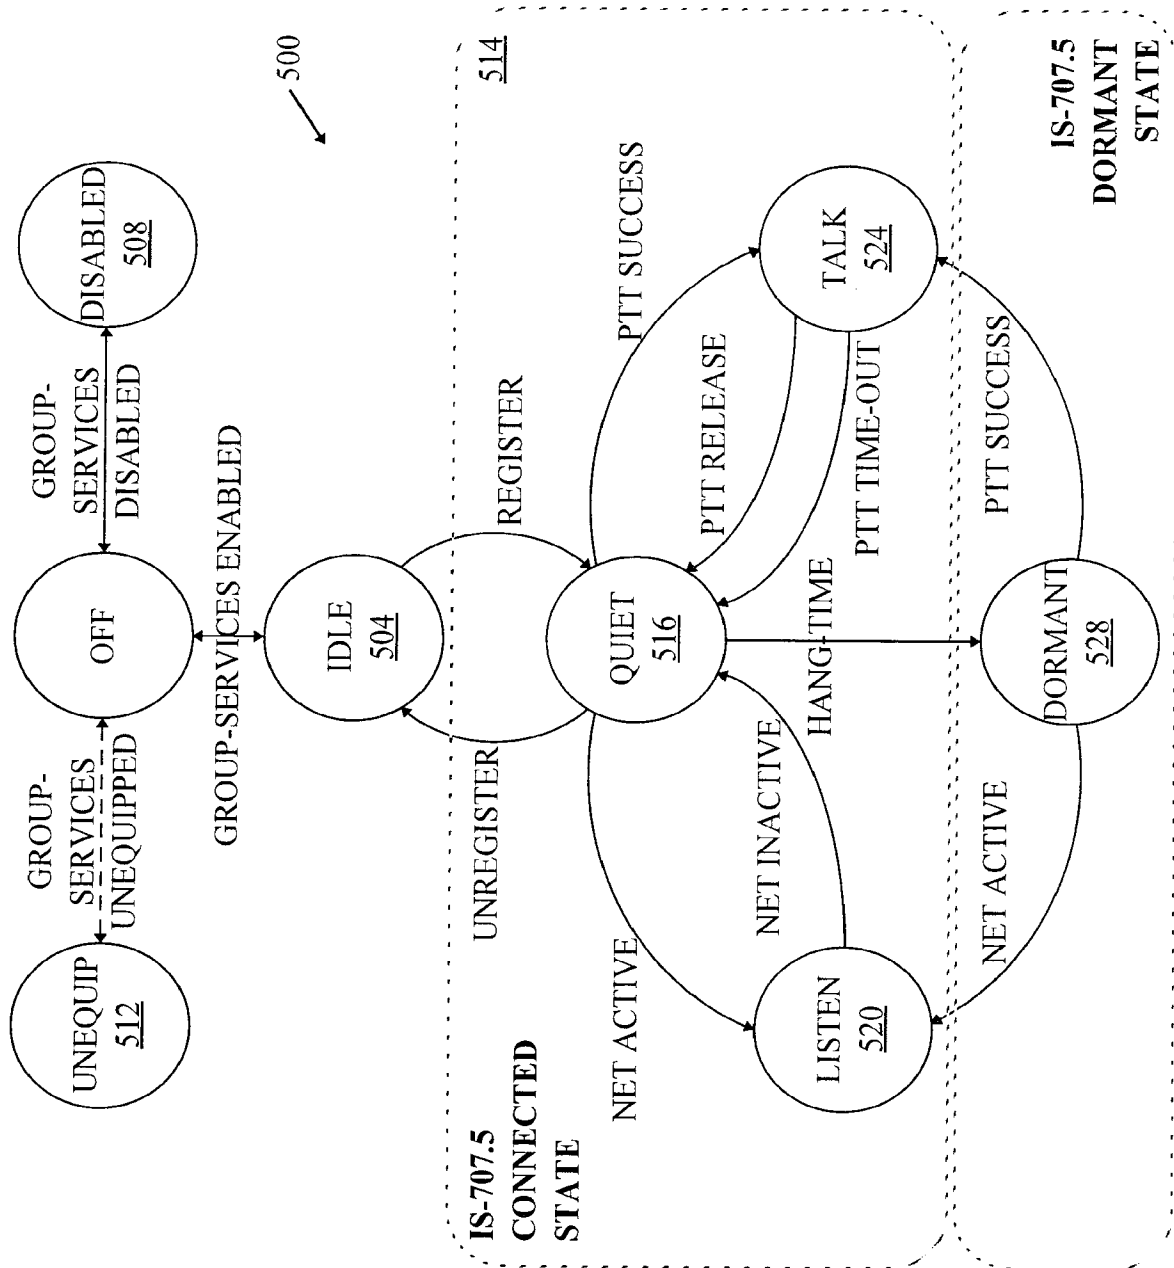 500
GROUP-
SERVICES
UNEQUIPPED
GROUP-
SERVICES
DISABLED
UNEQUIP
512
OFF
DISABLED
508
GROUP-SERVICES ENABLED
IDLE
504
UNREGISTER
REGISTER
IS-707.5
CONNECTED
STATE
514
NET ACTIVE
QUIET
516
PTT SUCCESS
PTT RELEASE
NET INACTIVE
HANG-TIME
PTT TIME-OUT
LISTEN
520
TALK
524
NET ACTIVE
DORMANT
528
PTT SUCCESS
IS-707.5
DORMANT
STATE